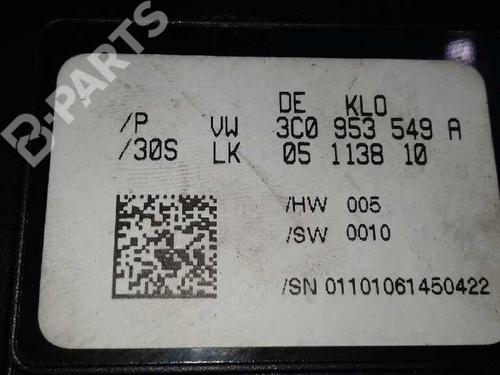 B-PARTS
DE KLO
/P VW 3C0 953 549 A
/30S LK 05 1138 10
/HW 005
/SW 0010
/SN 01101061450422